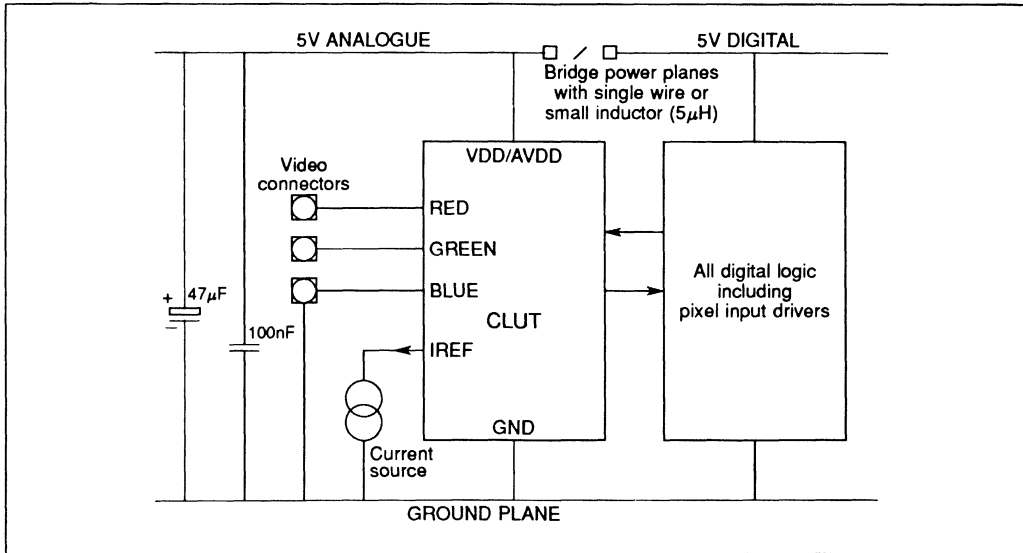 5V ANALOGUE
5V DIGITAL
Bridge power planes
with single wire or
small inductor (5μH)
VDD/AVDD
Video
connectors
RED
GREEN
BLUE
CLUT
All digital logic
including
pixel input drivers
+
47μF
−
100nF
IREF
GND
Current
source
GROUND PLANE